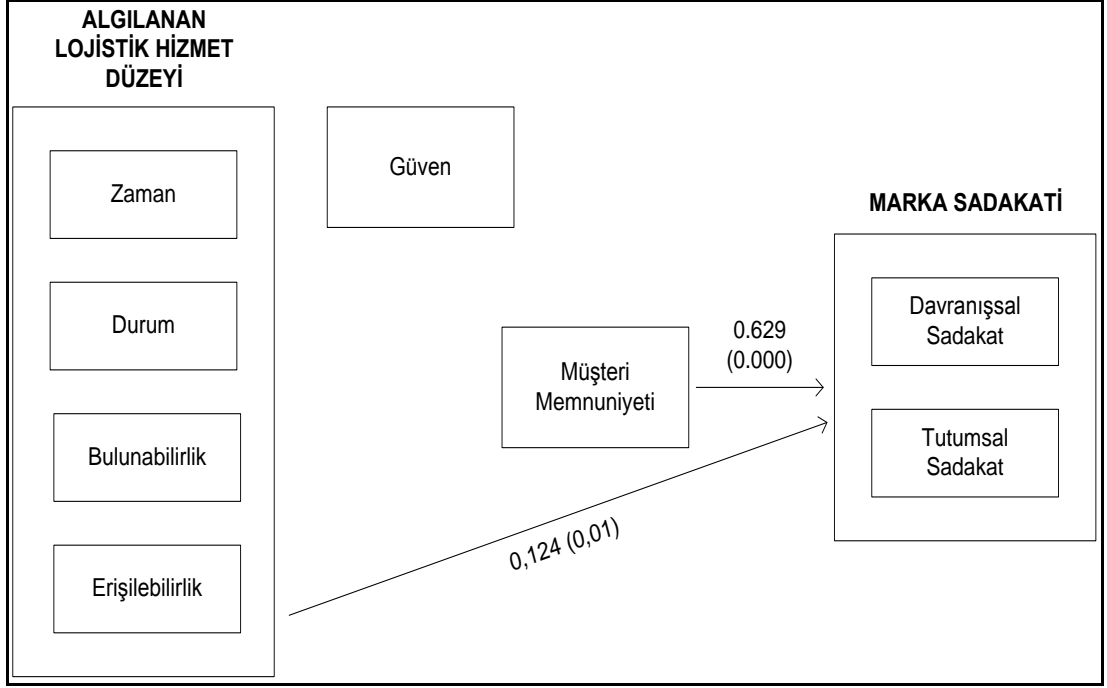 ALGILANAN
LOJİSTİK HİZMET
DÜZEYİ
Zaman
Durum
Bulunabilirlik
Erişilebilirlik
Güven
Müşteri
Memnuniyeti
0.629
(0.000)
0,124 (0,01)
MARKA SADAKATİ
Davranışsal
Sadakat
Tutumsal
Sadakat